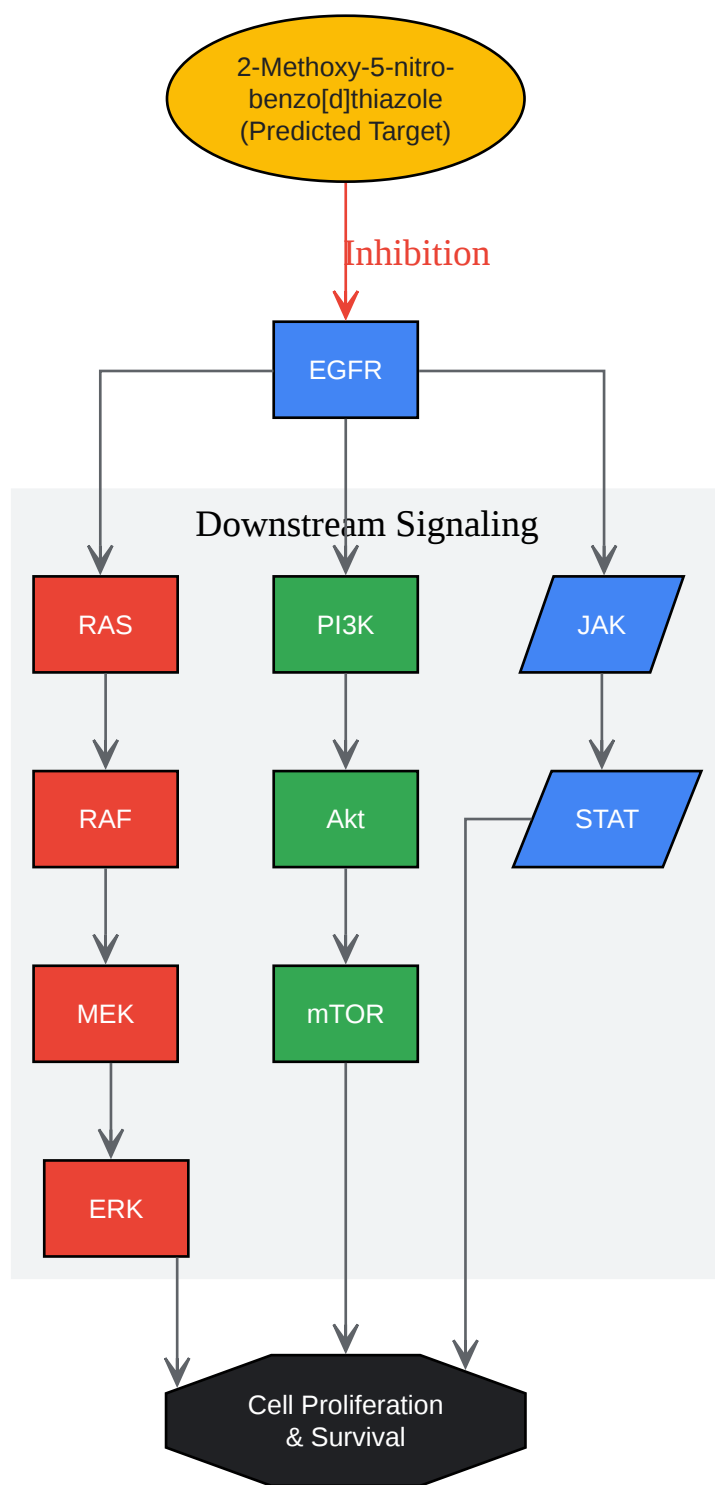 2-Methoxy-5-nitro-
benzo[d]thiazole
(Predicted Target)
Inhibition
EGFR
Downstream Signaling
RAS
PI3K
JAK
RAF
Akt
STAT
MEK
mTOR
ERK
Cell Proliferation
& Survival